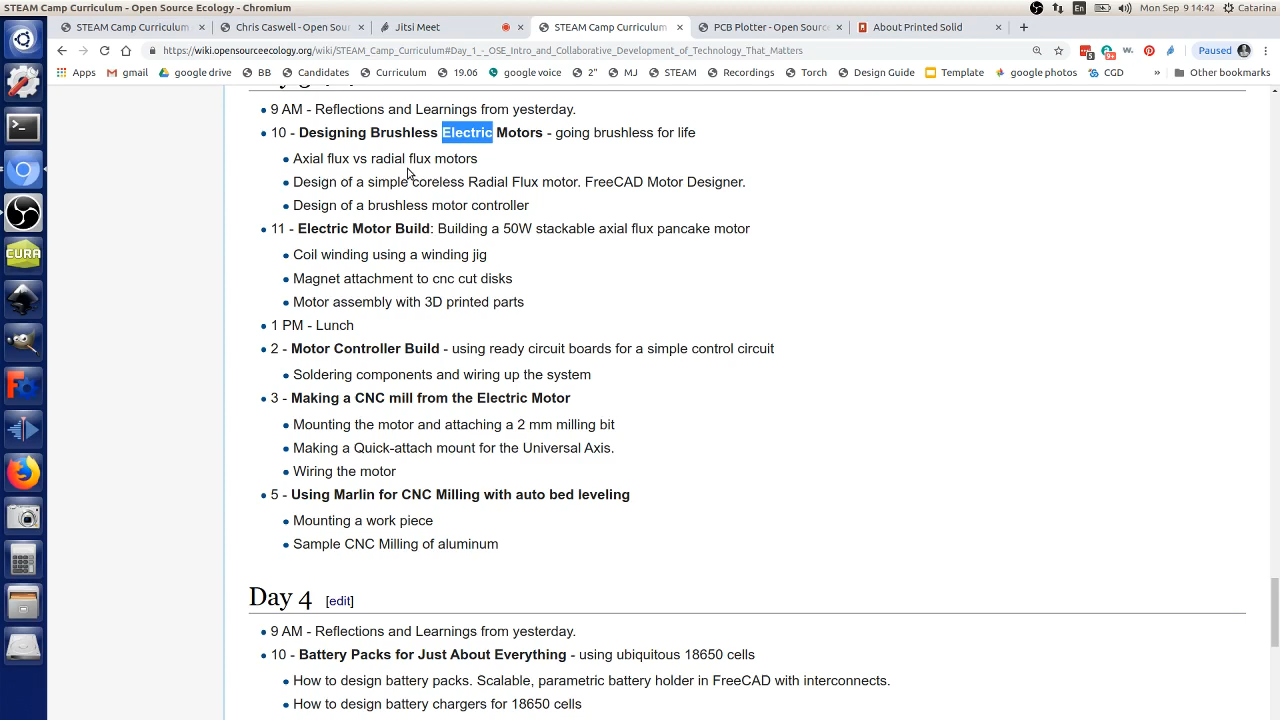 STEAM Camp Curriculum - Open Source Ecology - Chromium
En
Mon Sep 9 14:42
Catarina
STEAM Camp Curriculum
Chris Caswell - Open Sour
Jitsi Meet
STEAM Camp Curriculum
PCB Plotter - Open Source
About Printed Solid
https://wiki.opensourceecology.org/wiki/STEAM_Camp_Curriculum#Day_1_-_OSE_Intro_and_Collaborative_Development_of_Technology_That_Matters
5
9+
W.
Paused
Apps
gmail
google drive
BB
Candidates
Curriculum
19.06
google voice
2"
MJ
STEAM
Recordings
Torch
Design Guide
Template
google photos
CGD
»
Other bookmarks
9 AM - Reflections and Learnings from yesterday.
10 - Designing Brushless Electric Motors - going brushless for life
Axial flux vs radial flux motors
Design of a simple coreless Radial Flux motor. FreeCAD Motor Designer.
Design of a brushless motor controller
11 - Electric Motor Build: Building a 50W stackable axial flux pancake motor
Coil winding using a winding jig
Magnet attachment to cnc cut disks
Motor assembly with 3D printed parts
1 PM - Lunch
2 - Motor Controller Build - using ready circuit boards for a simple control circuit
Soldering components and wiring up the system
3 - Making a CNC mill from the Electric Motor
Mounting the motor and attaching a 2 mm milling bit
Making a Quick-attach mount for the Universal Axis.
Wiring the motor
5 - Using Marlin for CNC Milling with auto bed leveling
Mounting a work piece
Sample CNC Milling of aluminum
Day 4 [edit]
9 AM - Reflections and Learnings from yesterday.
10 - Battery Packs for Just About Everything - using ubiquitous 18650 cells
How to design battery packs. Scalable, parametric battery holder in FreeCAD with interconnects.
How to design battery chargers for 18650 cells
CURA